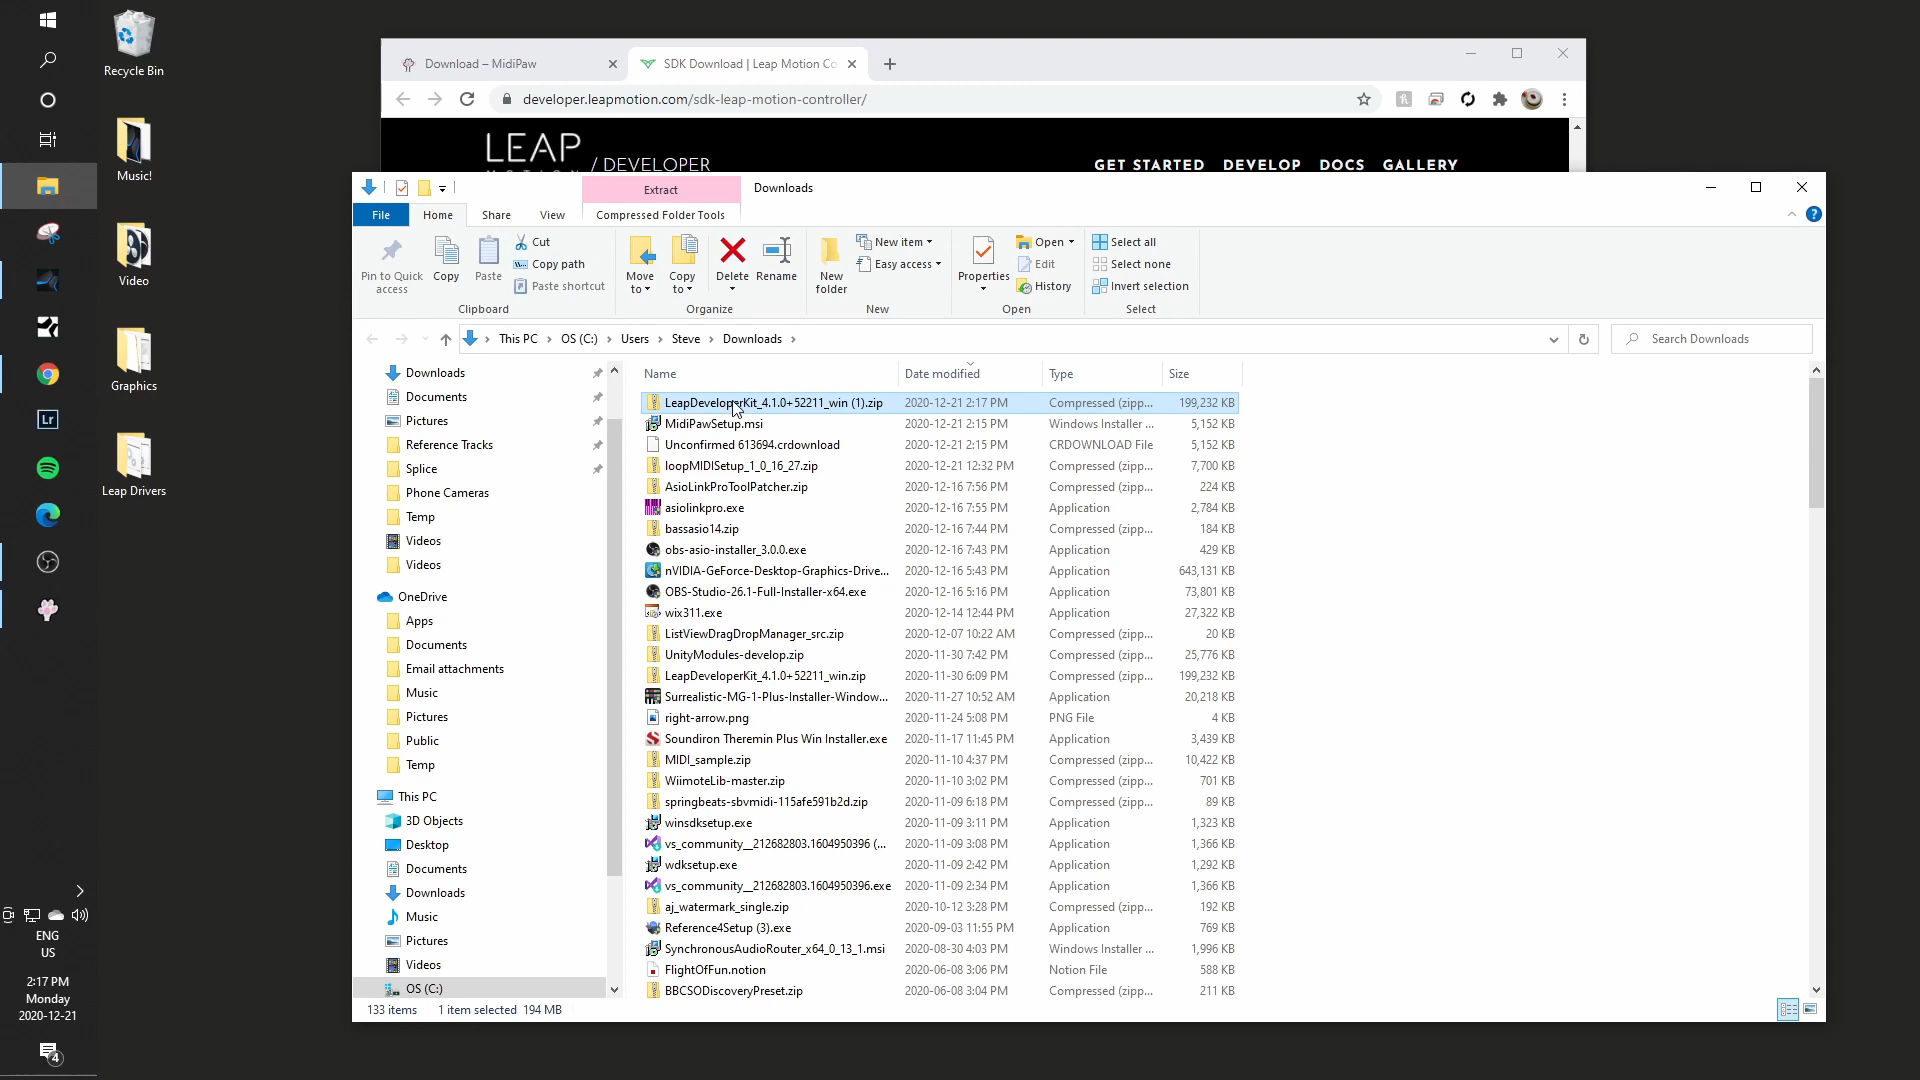 Recycle Bin
Music!
Video
Graphics
Leap Drivers
Lr
ENG
US
2:17 PM
Monday
2020-12-21
4
Download – MidiPaw
SDK Download | Leap Motion Co
developer.leapmotion.com/sdk-leap-motion-controller/
LEAP / DEVELOPER
GET STARTED DEVELOP DOCS GALLERY
Extract
Downloads
File Home Share View Compressed Folder Tools
Pin to Quick access
Copy
Paste
Cut
Copy path
Paste shortcut
Clipboard
Move to
Copy to
Delete
Rename
Organize
New folder
New item
Easy access
New
Properties
Open
Edit
History
Open
Select all
Select none
Invert selection
Select
This PC > OS (C:) > Users > Steve > Downloads >
Search Downloads
Downloads
Documents
Pictures
Reference Tracks
Splice
Phone Cameras
Temp
Videos
Videos
OneDrive
Apps
Documents
Email attachments
Music
Pictures
Public
Temp
This PC
3D Objects
Desktop
Documents
Downloads
Music
Pictures
Videos
OS (C:)
Name Date modified Type Size
LeapDeveloperKit_4.1.0+52211_win (1).zip 2020-12-21 2:17 PM Compressed (zipp... 199,232 KB
MidiPawSetup.msi 2020-12-21 2:15 PM Windows Installer ... 5,152 KB
Unconfirmed 613694.crdownload 2020-12-21 2:15 PM CRDOWNLOAD File 5,152 KB
loopMIDISetup_1_0_16_27.zip 2020-12-21 12:32 PM Compressed (zipp... 7,700 KB
AsioLinkProToolPatcher.zip 2020-12-16 7:56 PM Compressed (zipp... 224 KB
asiolinkpro.exe 2020-12-16 7:55 PM Application 2,784 KB
bassasio14.zip 2020-12-16 7:44 PM Compressed (zipp... 184 KB
obs-asio-installer_3.0.0.exe 2020-12-16 7:43 PM Application 429 KB
nVIDIA-GeForce-Desktop-Graphics-Drive... 2020-12-16 5:43 PM Application 643,131 KB
OBS-Studio-26.1-Full-Installer-x64.exe 2020-12-16 5:16 PM Application 73,801 KB
wix311.exe 2020-12-14 12:44 PM Application 27,322 KB
ListViewDragDropManager_src.zip 2020-12-07 10:22 AM Compressed (zipp... 20 KB
UnityModules-develop.zip 2020-11-30 7:42 PM Compressed (zipp... 25,776 KB
LeapDeveloperKit_4.1.0+52211_win.zip 2020-11-30 6:09 PM Compressed (zipp... 199,232 KB
Surrealistic-MG-1-Plus-Installer-Window... 2020-11-27 10:52 AM Application 20,218 KB
right-arrow.png 2020-11-24 5:08 PM PNG File 4 KB
Soundiron Theremin Plus Win Installer.exe 2020-11-17 11:45 PM Application 3,439 KB
MIDI_sample.zip 2020-11-10 4:37 PM Compressed (zipp... 10,422 KB
WiimoteLib-master.zip 2020-11-10 3:02 PM Compressed (zipp... 701 KB
springbeats-sbvmidi-115afe591b2d.zip 2020-11-09 6:18 PM Compressed (zipp... 89 KB
winsdksetup.exe 2020-11-09 3:11 PM Application 1,323 KB
vs_community__212682803.1604950396 (... 2020-11-09 3:08 PM Application 1,366 KB
wdksetup.exe 2020-11-09 2:42 PM Application 1,292 KB
vs_community__212682803.1604950396.exe 2020-11-09 2:34 PM Application 1,366 KB
aj_watermark_single.zip 2020-10-12 3:28 PM Compressed (zipp... 192 KB
Reference4Setup (3).exe 2020-09-03 11:55 PM Application 769 KB
SynchronousAudioRouter_x64_0_13_1.msi 2020-08-30 4:03 PM Windows Installer ... 1,996 KB
FlightOfFun.notion 2020-06-08 3:06 PM Notion File 588 KB
BBCSODiscoveryPreset.zip 2020-06-08 3:04 PM Compressed (zipp... 211 KB
133 items 1 item selected 194 MB